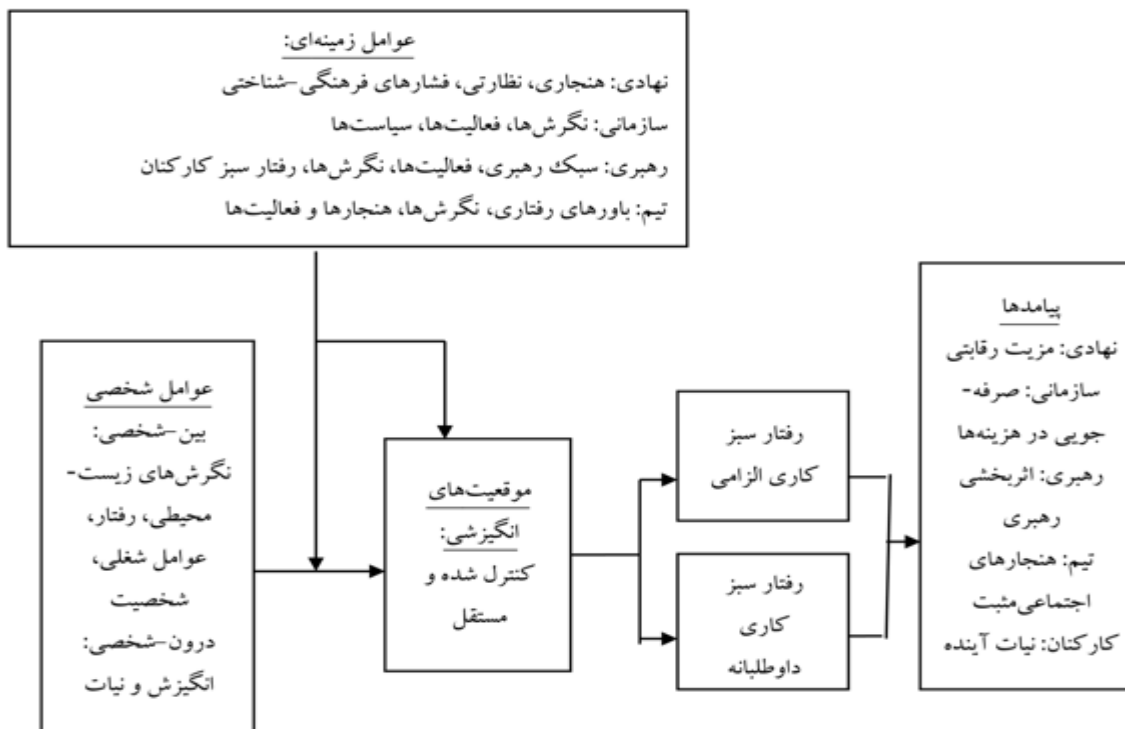 عوامل زمینه‌ای:
نهادی: هنجاری، نظارتی، فشارهای فرهنگی–شناختی
سازمانی: نگرش‌ها، فعالیت‌ها، سیاست‌ها
رهبری: سبک رهبری، فعالیت‌ها، نگرش‌ها، رفتار سبز کارکنان
تیم: باورهای رفتاری، نگرش‌ها، هنجارها و فعالیت‌ها
عوامل شخصی
بین–شخصی:
نگرش‌های زیست-
محیطی، رفتار،
عوامل شغلی،
شخصیت
درون–شخصی:
انگیزش و نیات
موقعیت‌های
انگیزشی:
کنترل شده و
مستقل
رفتار سبز
کاری الزامی
رفتار سبز
کاری
داوطلبانه
پیامدها
نهادی: مزیت رقابتی
سازمانی: صرفه-
جویی در هزینه‌ها
رهبری: اثربخشی
رهبری
تیم: هنجارهای
اجتماعی‌مثبت
کارکنان: نیات آینده